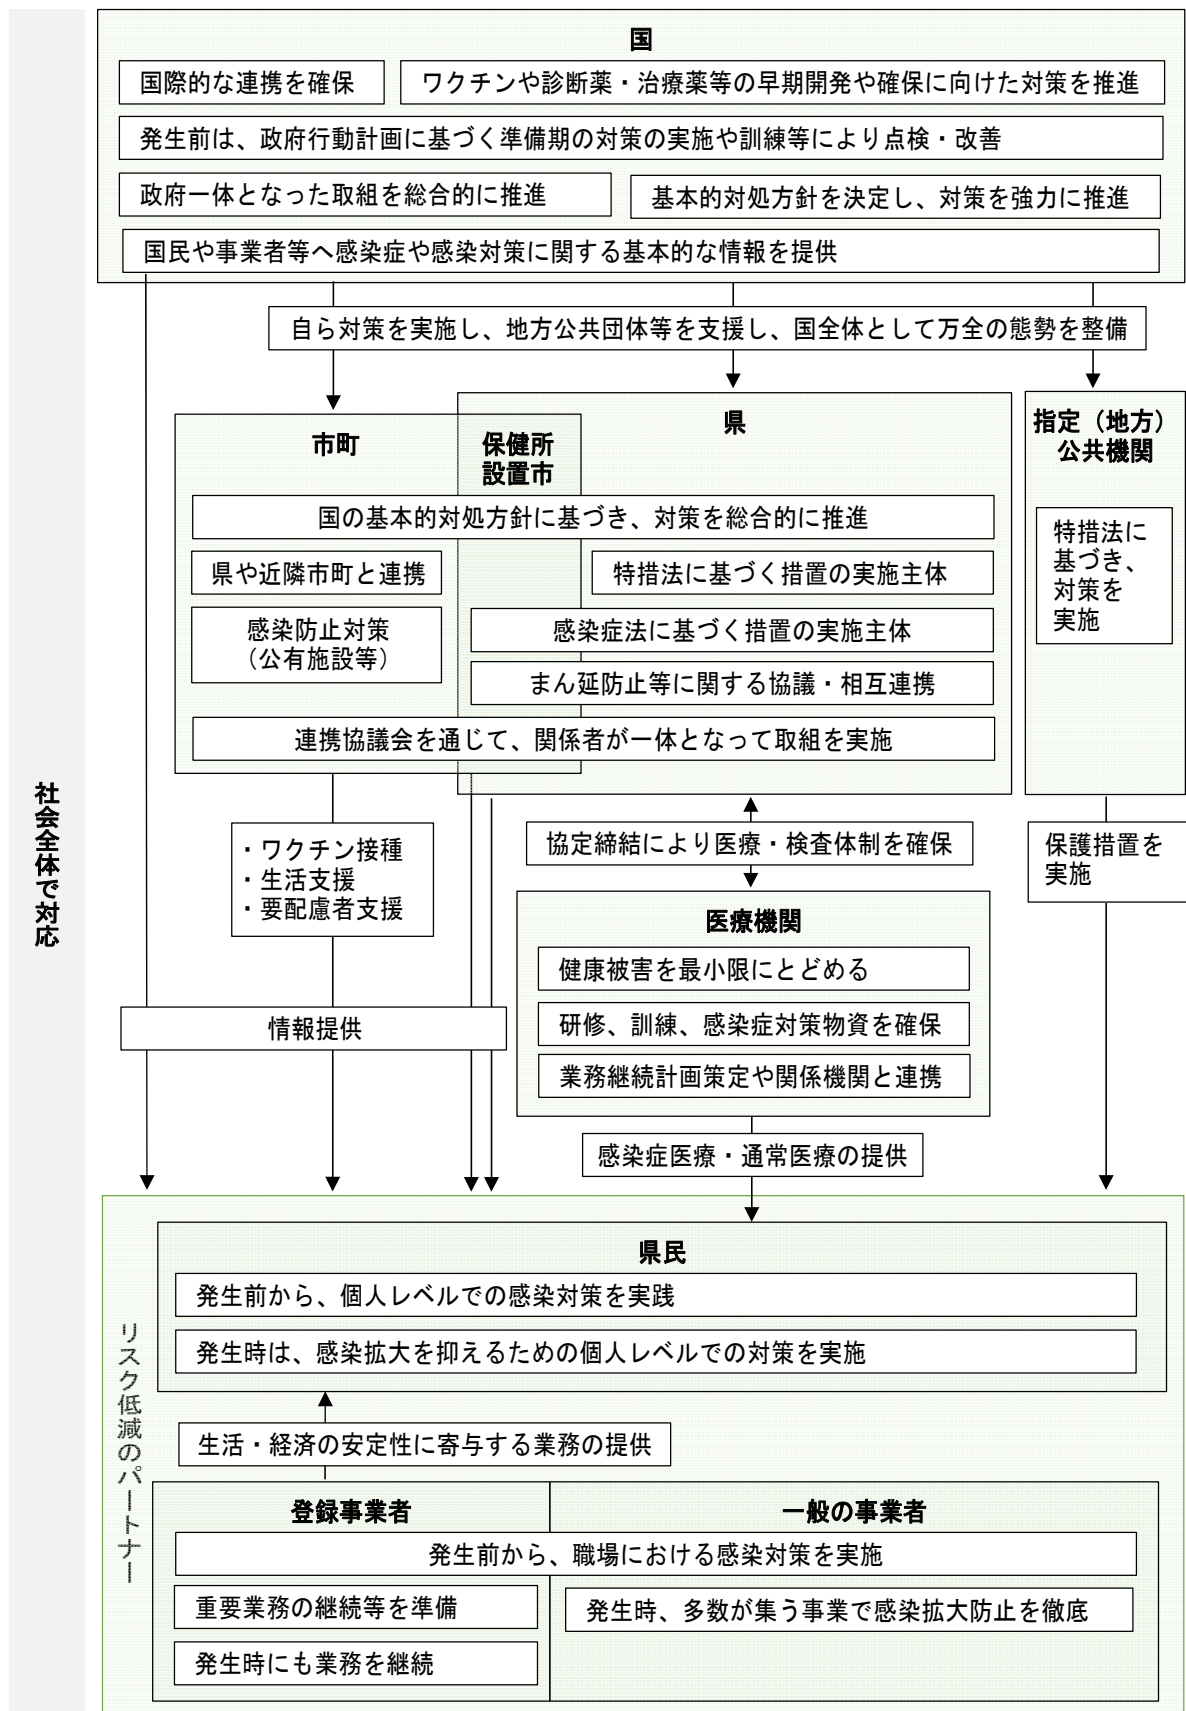 社会全体で対応
国
国際的な連携を確保
ワクチンや診断薬・治療薬等の早期開発や確保に向けた対策を推進
発生前は、政府行動計画に基づく準備期の対策の実施や訓練等により点検・改善
政府一体となった取組を総合的に推進
基本的対処方針を決定し、対策を強力に推進
国民や事業者等へ感染症や感染対策に関する基本的な情報を提供
自ら対策を実施し、地方公共団体等を支援し、国全体として万全の態勢を整備
市町
保健所
設置市
県
指定（地方）
公共機関
国の基本的対処方針に基づき、対策を総合的に推進
県や近隣市町と連携
特措法に基づく措置の実施主体
感染防止対策
（公有施設等）
感染症法に基づく措置の実施主体
まん延防止等に関する協議・相互連携
連携協議会を通じて、関係者が一体となって取組を実施
特措法に
基づき、
対策を
実施
・ワクチン接種
・生活支援
・要配慮者支援
協定締結により医療・検査体制を確保
保護措置を
実施
医療機関
健康被害を最小限にとどめる
研修、訓練、感染症対策物資を確保
業務継続計画策定や関係機関と連携
情報提供
感染症医療・通常医療の提供
リスク低減のパートナー
県民
発生前から、個人レベルでの感染対策を実践
発生時は、感染拡大を抑えるための個人レベルでの対策を実施
生活・経済の安定性に寄与する業務の提供
登録事業者
一般の事業者
発生前から、職場における感染対策を実施
重要業務の継続等を準備
発生時、多数が集う事業で感染拡大防止を徹底
発生時にも業務を継続